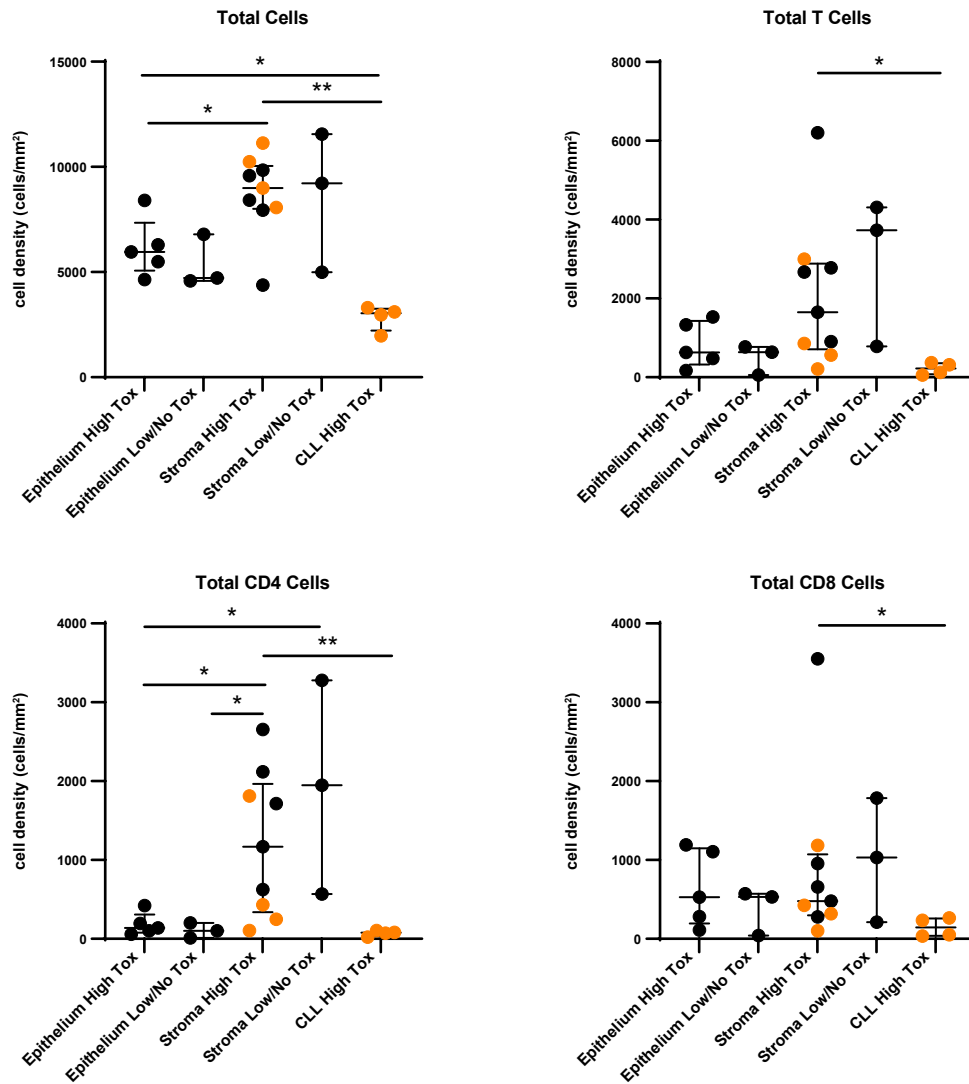 Total Cells
cell density (cells/mm²)
15000
10000
5000
0
*
**
*
Epithelium High Tox
Epithelium Low/No Tox
Stroma High Tox
Stroma Low/No Tox
CLL High Tox
Total T Cells
cell density (cells/mm²)
8000
6000
4000
2000
0
*
Epithelium High Tox
Epithelium Low/No Tox
Stroma High Tox
Stroma Low/No Tox
CLL High Tox
Total CD4 Cells
cell density (cells/mm²)
4000
3000
2000
1000
0
*
**
*
*
Epithelium High Tox
Epithelium Low/No Tox
Stroma High Tox
Stroma Low/No Tox
CLL High Tox
Total CD8 Cells
cell density (cells/mm²)
4000
3000
2000
1000
0
*
Epithelium High Tox
Epithelium Low/No Tox
Stroma High Tox
Stroma Low/No Tox
CLL High Tox